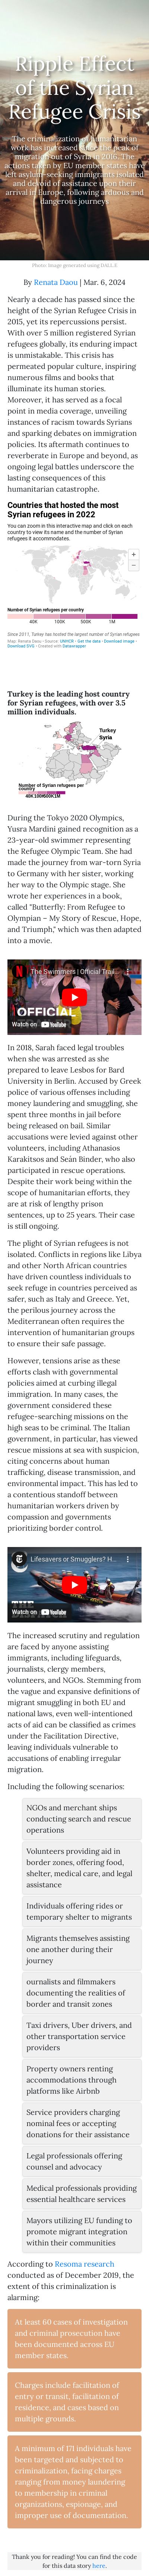 Ripple Effect
of the Syrian
Refugee Crisis
The criminalization of humanitarian
work has increased since the peak of
migration out of Syria in 2016. The
actions taken by EU member states have
left asylum-seeking immigrants isolated
and devoid of assistance upon their
arrival in Europe, following arduous and
dangerous journeys
Photo: Image generated using DALL.E
By Renata Daou | Mar. 6, 2024
Nearly a decade has passed since the
height of the Syrian Refugee Crisis in
2015, yet its repercussions persist.
With over 5 million registered Syrian
refugees globally, its enduring impact
is unmistakable. This crisis has
permeated popular culture, inspiring
numerous films and books that
illuminate its human stories.
Moreover, it has served as a focal
point in media coverage, unveiling
instances of racism towards Syrians
and sparking debates on immigration
policies. Its aftermath continues to
reverberate in Europe and beyond, as
ongoing legal battles underscore the
lasting consequences of this
humanitarian catastrophe.
Countries that hosted the most
Syrian refugees in 2022
You can zoom in this interactive map and click on each
country to view its name and the number of Syrian
refugees it accommodates.
+
−
Number of Syrian refugees per country
40K 100K 500K 1M
Since 2011, Turkey has hosted the largest number of Syrian refugees
Map: Renata Daou · Source: UNHCR · Get the data · Download image ·
Download SVG · Created with Datawrapper
Turkey is the leading host country
for Syrian refugees, with over 3.5
million individuals.
Turkey
Syria
Number of Syrian refugees per
country
40K 100K 500K 1M
During the Tokyo 2020 Olympics,
Yusra Mardini gained recognition as a
23-year-old swimmer representing
the Refugee Olympic Team. She had
made the journey from war-torn Syria
to Germany with her sister, working
her way to the Olympic stage. She
wrote her experiences in a book,
called "Butterfly: From Refugee to
Olympian – My Story of Rescue, Hope,
and Triumph," which was then adapted
into a movie.
N
The Swimmers | Official Trai...
OFFICIAL
Watch on YouTube
In 2018, Sarah faced legal troubles
when she was arrested as she
prepared to leave Lesbos for Bard
University in Berlin. Accused by Greek
police of various offenses including
money laundering and smuggling, she
spent three months in jail before
being released on bail. Similar
accusations were levied against other
volunteers, including Athanasios
Karakitsos and Seán Binder, who also
participated in rescue operations.
Despite their work being within the
scope of humanitarian efforts, they
are at risk of lengthy prison
sentences, up to 25 years. Their case
is still ongoing.
The plight of Syrian refugees is not
isolated. Conflicts in regions like Libya
and other North African countries
have driven countless individuals to
seek refuge in countries perceived as
safer, such as Italy and Greece. Yet,
the perilous journey across the
Mediterranean often requires the
intervention of humanitarian groups
to ensure their safe passage.
However, tensions arise as these
efforts clash with governmental
policies aimed at curbing illegal
immigration. In many cases, the
government considered these
refugee-searching missions on the
high seas to be criminal. The Italian
government, in particular, has viewed
rescue missions at sea with suspicion,
citing concerns about human
trafficking, disease transmission, and
environmental impact. This has led to
a contentious standoff between
humanitarian workers driven by
compassion and governments
prioritizing border control.
Lifesavers or Smugglers? H...
Watch on YouTube
The increased scrutiny and regulation
are faced by anyone assisting
immigrants, including lifeguards,
journalists, clergy members,
volunteers, and NGOs. Stemming from
the vague and expansive definitions of
migrant smuggling in both EU and
national laws, even well-intentioned
acts of aid can be classified as crimes
under the Facilitation Directive,
leaving individuals vulnerable to
accusations of enabling irregular
migration.
Including the following scenarios:
NGOs and merchant ships
conducting search and rescue
operations
Volunteers providing aid in
border zones, offering food,
shelter, medical care, and legal
assistance
Individuals offering rides or
temporary shelter to migrants
Migrants themselves assisting
one another during their
journey
ournalists and filmmakers
documenting the realities of
border and transit zones
Taxi drivers, Uber drivers, and
other transportation service
providers
Property owners renting
accommodations through
platforms like Airbnb
Service providers charging
nominal fees or accepting
donations for their assistance
Legal professionals offering
counsel and advocacy
Medical professionals providing
essential healthcare services
Mayors utilizing EU funding to
promote migrant integration
within their communities
According to Resoma research
conducted as of December 2019, the
extent of this criminalization is
alarming:
At least 60 cases of investigation
and criminal prosecution have
been documented across EU
member states.
Charges include facilitation of
entry or transit, facilitation of
residence, and cases based on
multiple grounds.
A minimum of 171 individuals have
been targeted and subjected to
criminalization, facing charges
ranging from money laundering
to membership in criminal
organizations, espionage, and
improper use of documentation.
Thank you for reading! You can find the code
for this data story here.